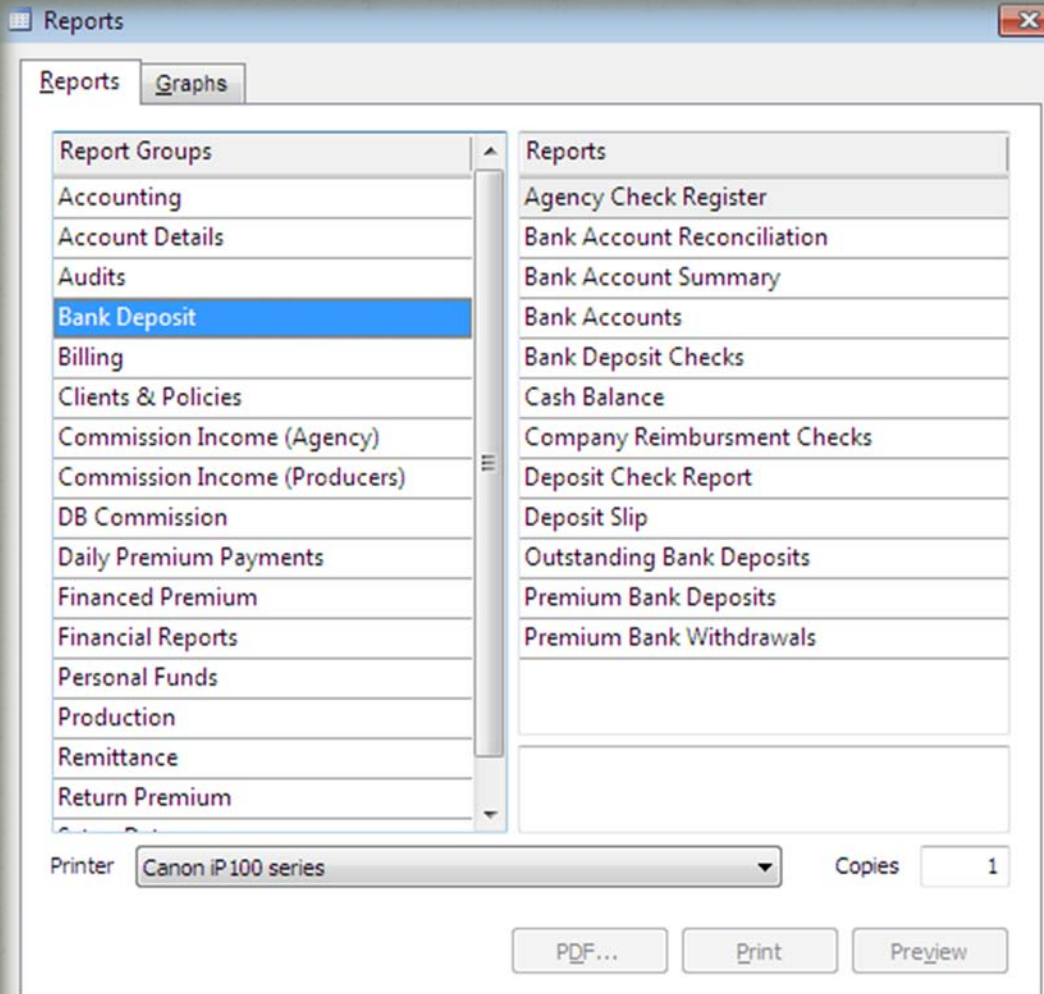 Reports
Reports Graphs
Report Groups
Accounting
Account Details
Audits
Bank Deposit
Billing
Clients & Policies
Commission Income (Agency)
Commission Income (Producers)
DB Commission
Daily Premium Payments
Financed Premium
Financial Reports
Personal Funds
Production
Remittance
Return Premium
Reports
Agency Check Register
Bank Account Reconciliation
Bank Account Summary
Bank Accounts
Bank Deposit Checks
Cash Balance
Company Reimbursment Checks
Deposit Check Report
Deposit Slip
Outstanding Bank Deposits
Premium Bank Deposits
Premium Bank Withdrawals
Printer Canon iP100 series Copies 1
PDF... Print Preview